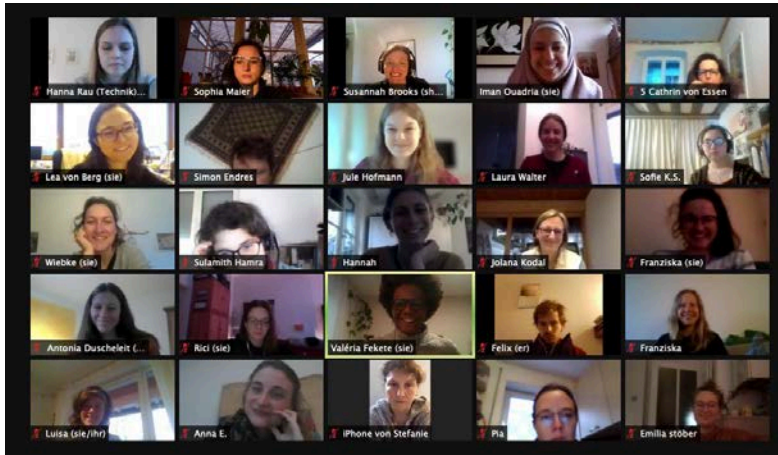 Hanna Rau (Technik)...
Sophia Maier
Susannah Brooks (sh...
Iman Ouadria (sie)
5 Cathrin von Essen
Lea von Berg (sie)
Simon Endres
Jule Hofmann
Laura Walter
Sofie K.S.
Wiebke (sie)
Sulamith Hamra
Hannah
Jolana Kodal
Franziska (sie)
Antonia Duscheleit (...
Rici (sie)
Valéria Fekete (sie)
Felix (er)
Franziska
Luisa (sie/ihr)
Anna E.
iPhone von Stefanie
Pia
Emilia stöber